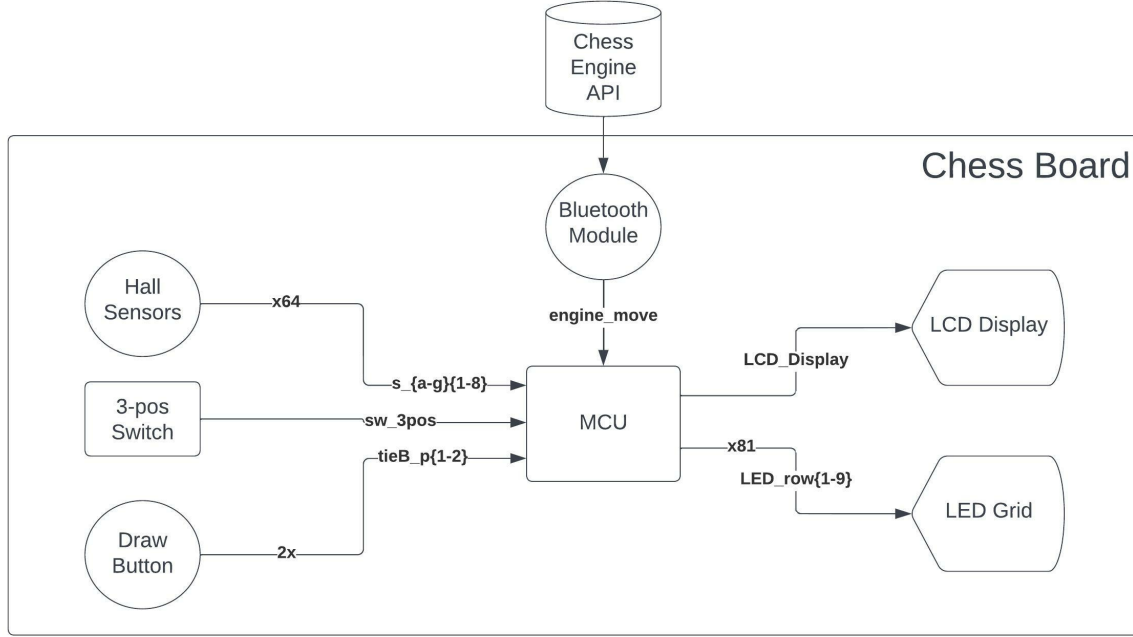 Chess
Engine
API
Chess Board
Bluetooth
Module
Hall
Sensors
x64
engine_move
LCD Display
LCD_Display
s_{a-g}{1-8}
3-pos
Switch
sw_3pos
MCU
tieB_p{1-2}
x81
LED_row{1-9}
LED Grid
Draw
Button
2x